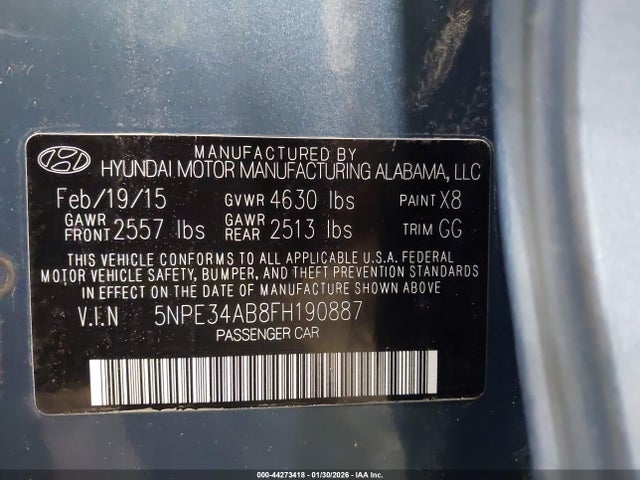 MANUFACTURED BY
HYUNDAI MOTOR MANUFACTURING ALABAMA, LLC
Feb/19/15 GVWR 4630 lbs PAINT X8
GAWR FRONT 2557 lbs GAWR REAR 2513 lbs TRIM GG
THIS VEHICLE CONFORMS TO ALL APPLICABLE U.S.A. FEDERAL
MOTOR VEHICLE SAFETY, BUMPER, AND THEFT PREVENTION STANDARDS
IN EFFECT ON THE DATE OF MANUFACTURE SHOWN ABOVE.
V.I.N 5NPE34AB8FH190887
PASSENGER CAR
000-44273418 - 01/30/2026 - IAA Inc.